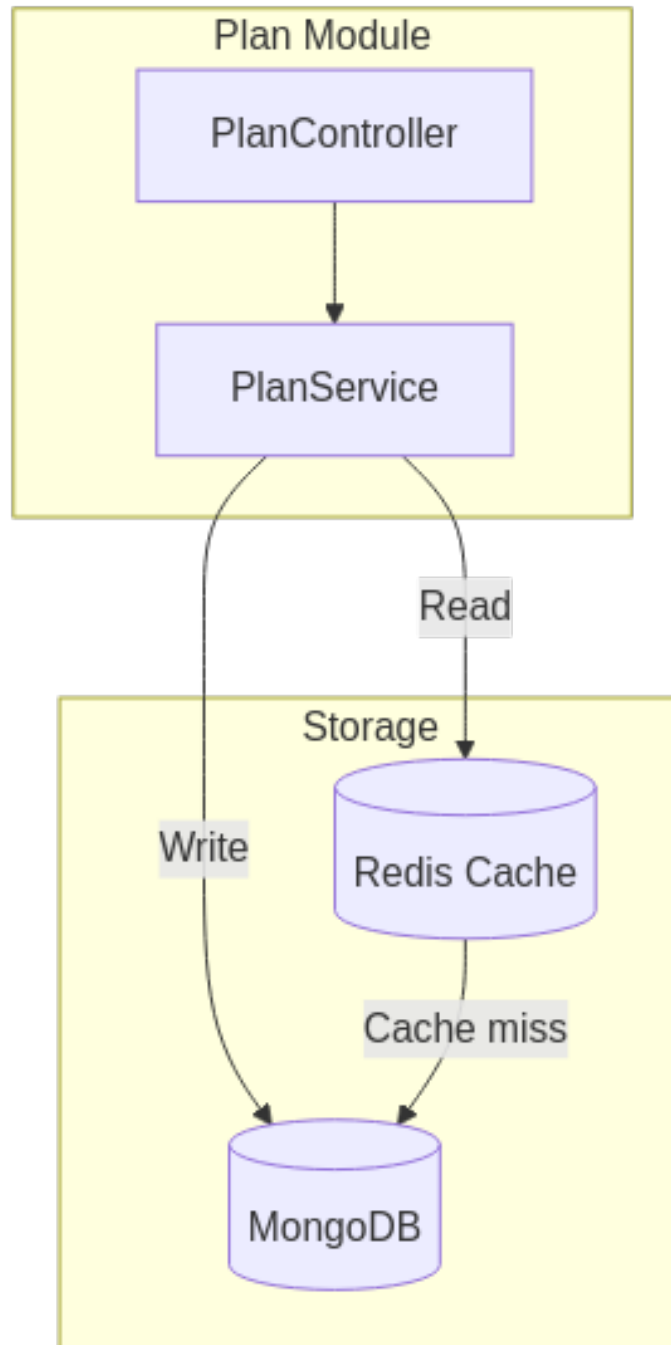 Plan Module
PlanController
PlanService
Read
Storage
Write
Redis Cache
Cache miss
MongoDB